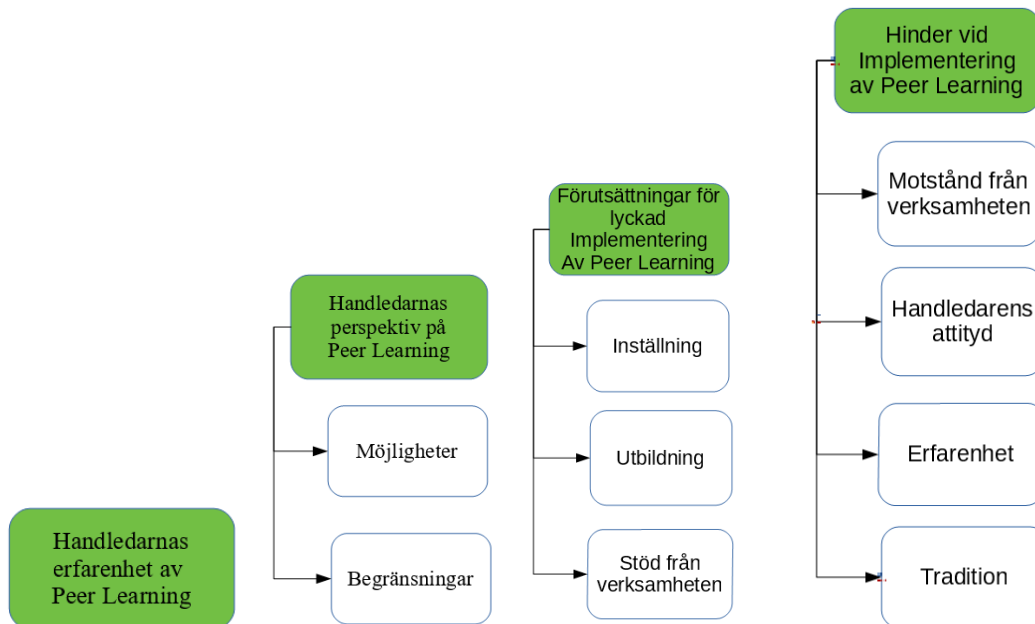 Handledarnas
erfarenhet av
Peer Learning
Handledarnas
perspektiv på
Peer Learning
Möjligheter
Begränsningar
Förutsättningar för
lyckad
Implementering
Av Peer Learning
Inställning
Utbildning
Stöd från
verksamheten
Hinder vid
Implementering
av Peer Learning
Motstånd från
verksamheten
Handledarens
attityd
Erfarenhet
Tradition